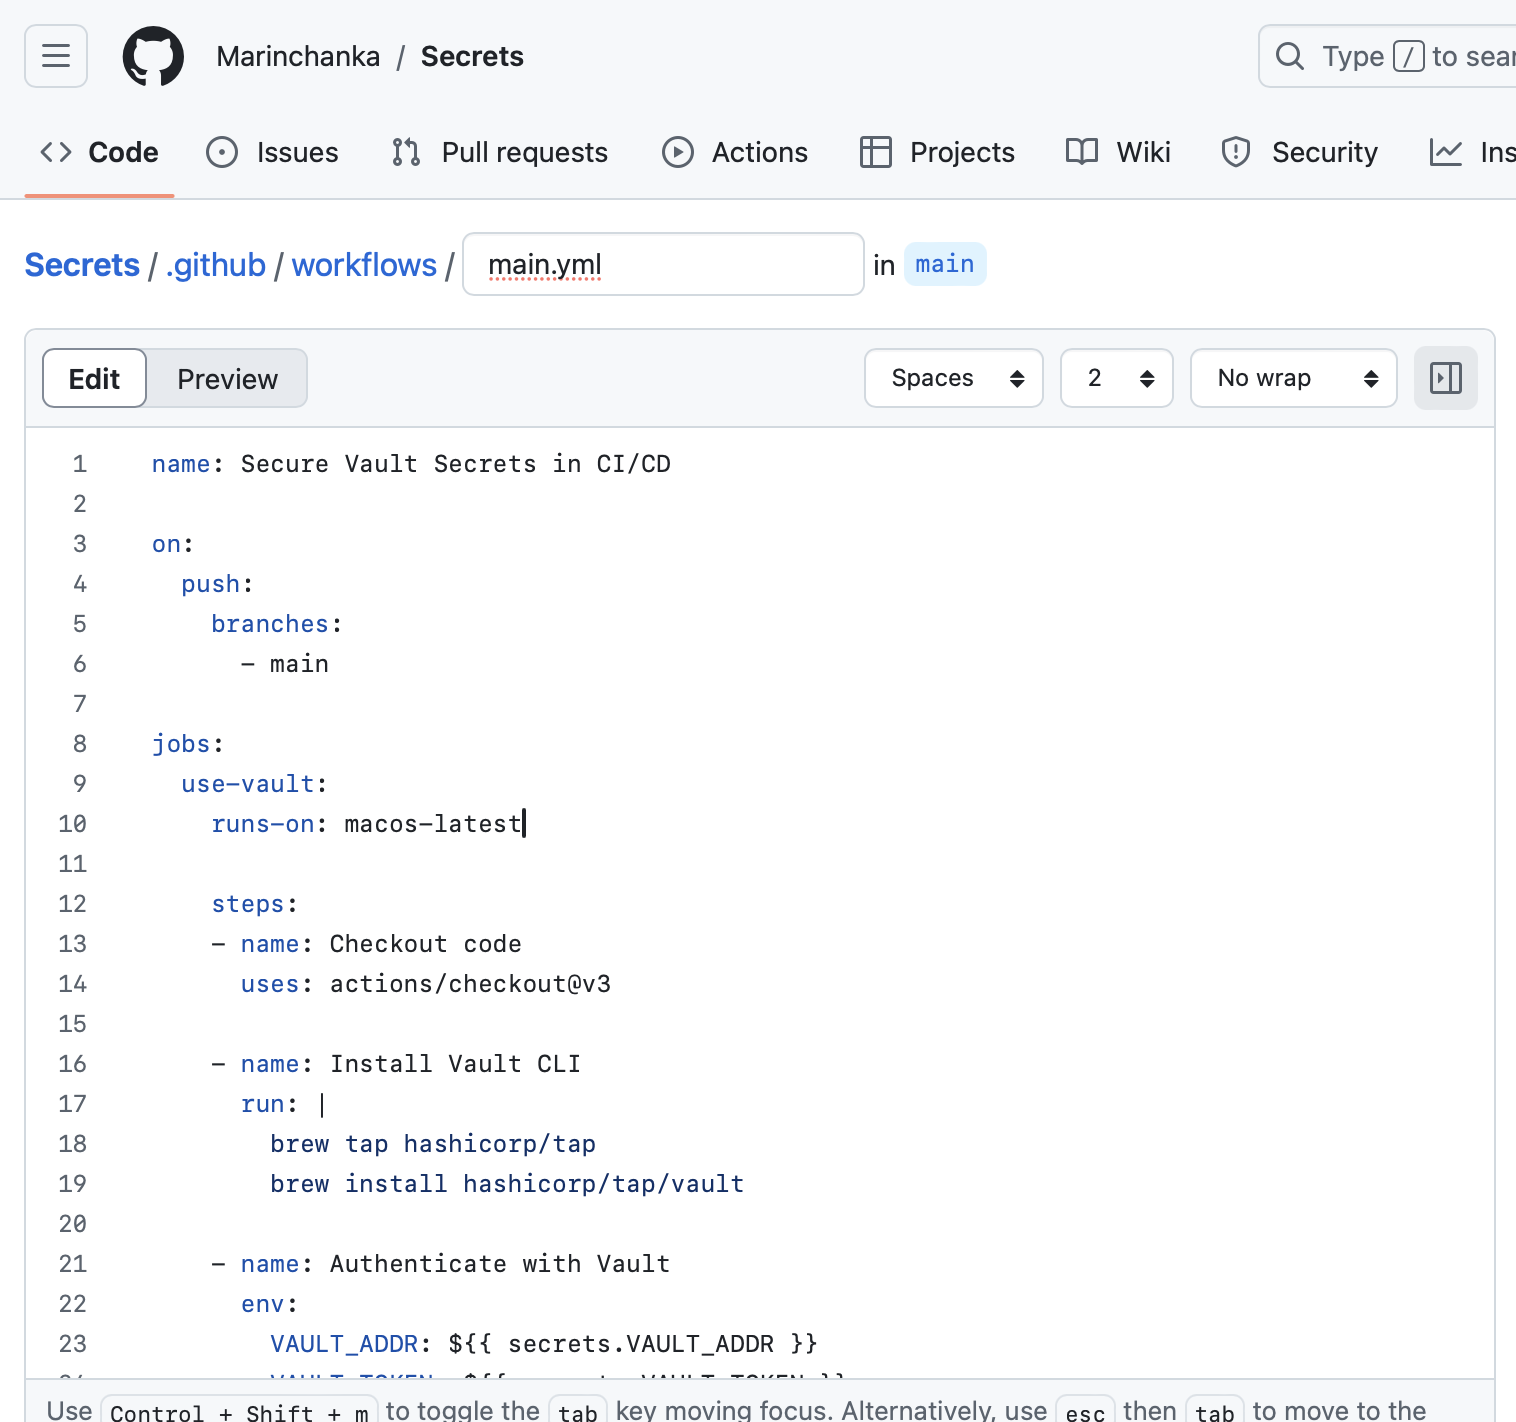 Marinchanka / Secrets
Type / to sear
Code Issues Pull requests Actions Projects Wiki Security Ins
Secrets / .github / workflows / main.yml in main
Edit Preview Spaces 2 No wrap
1 name: Secure Vault Secrets in CI/CD
2
3 on:
4 push:
5 branches:
6 - main
7
8 jobs:
9 use-vault:
10 runs-on: macos-latest
11
12 steps:
13 - name: Checkout code
14 uses: actions/checkout@v3
15
16 - name: Install Vault CLI
17 run: |
18 brew tap hashicorp/tap
19 brew install hashicorp/tap/vault
20
21 - name: Authenticate with Vault
22 env:
23 VAULT_ADDR: ${{ secrets.VAULT_ADDR }}
24 VAULT_TOKEN: ${{ secrets.VAULT_TOKEN }}
Use Control + Shift + m to toggle the tab key moving focus. Alternatively, use esc then tab to move to the